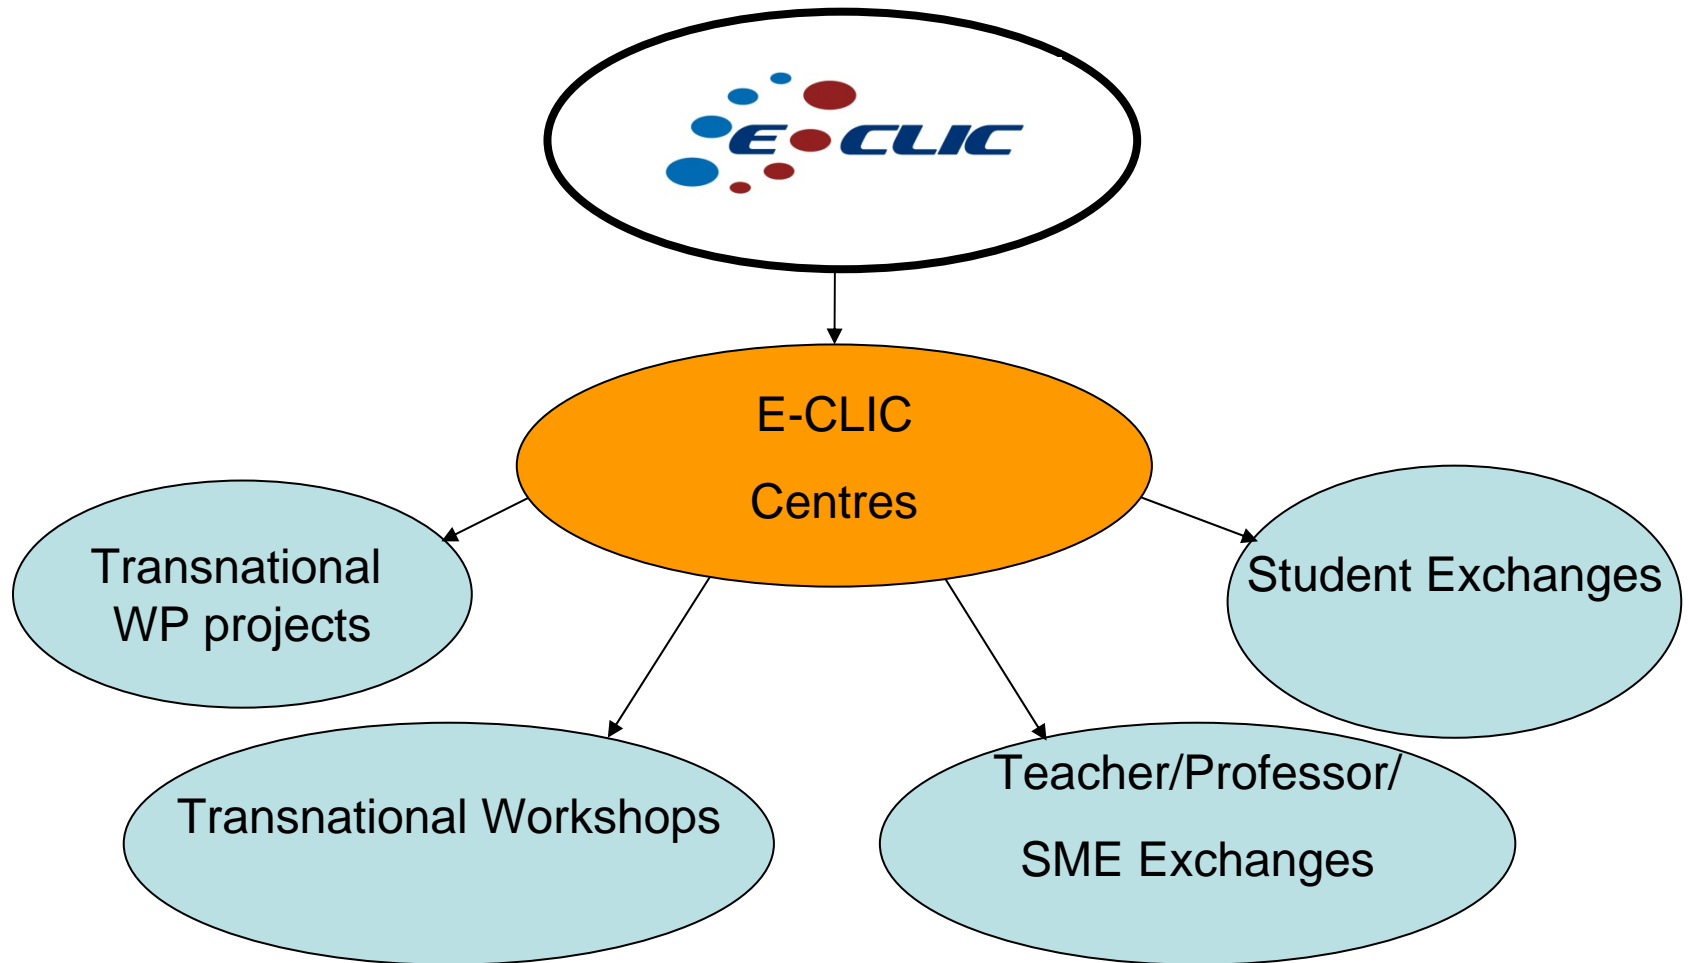 E CLIC
E-CLIC
Centres
Transnational
WP projects
Student Exchanges
Transnational Workshops
Teacher/Professor/
SME Exchanges